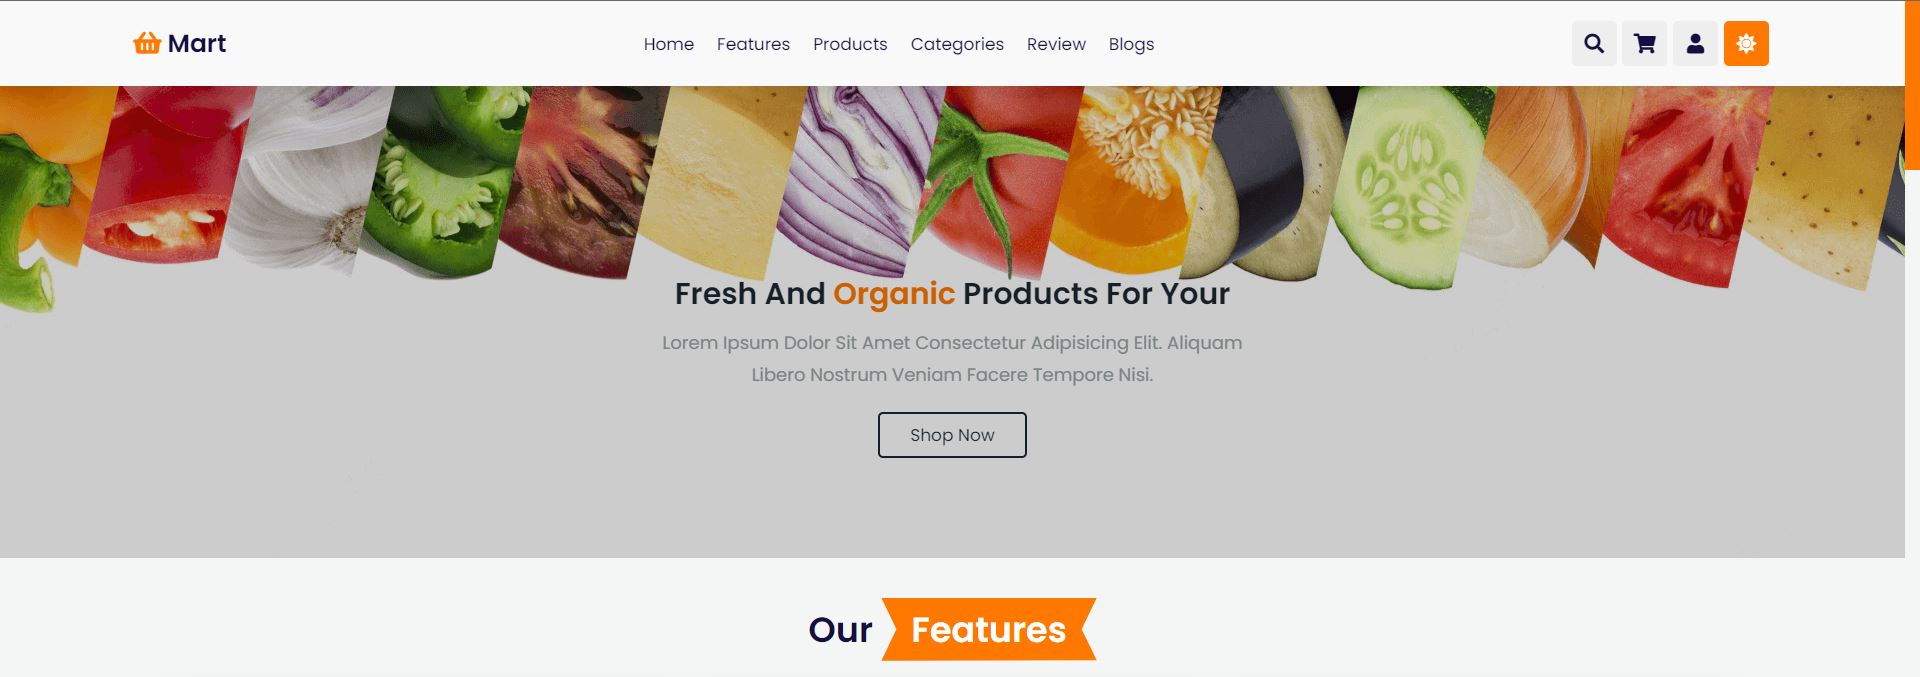 Mart
Home Features Products Categories Review Blogs
Fresh And Organic Products For Your
Lorem Ipsum Dolor Sit Amet Consectetur Adipisicing Elit. Aliquam
Libero Nostrum Veniam Facere Tempore Nisi.
Shop Now
Our Features